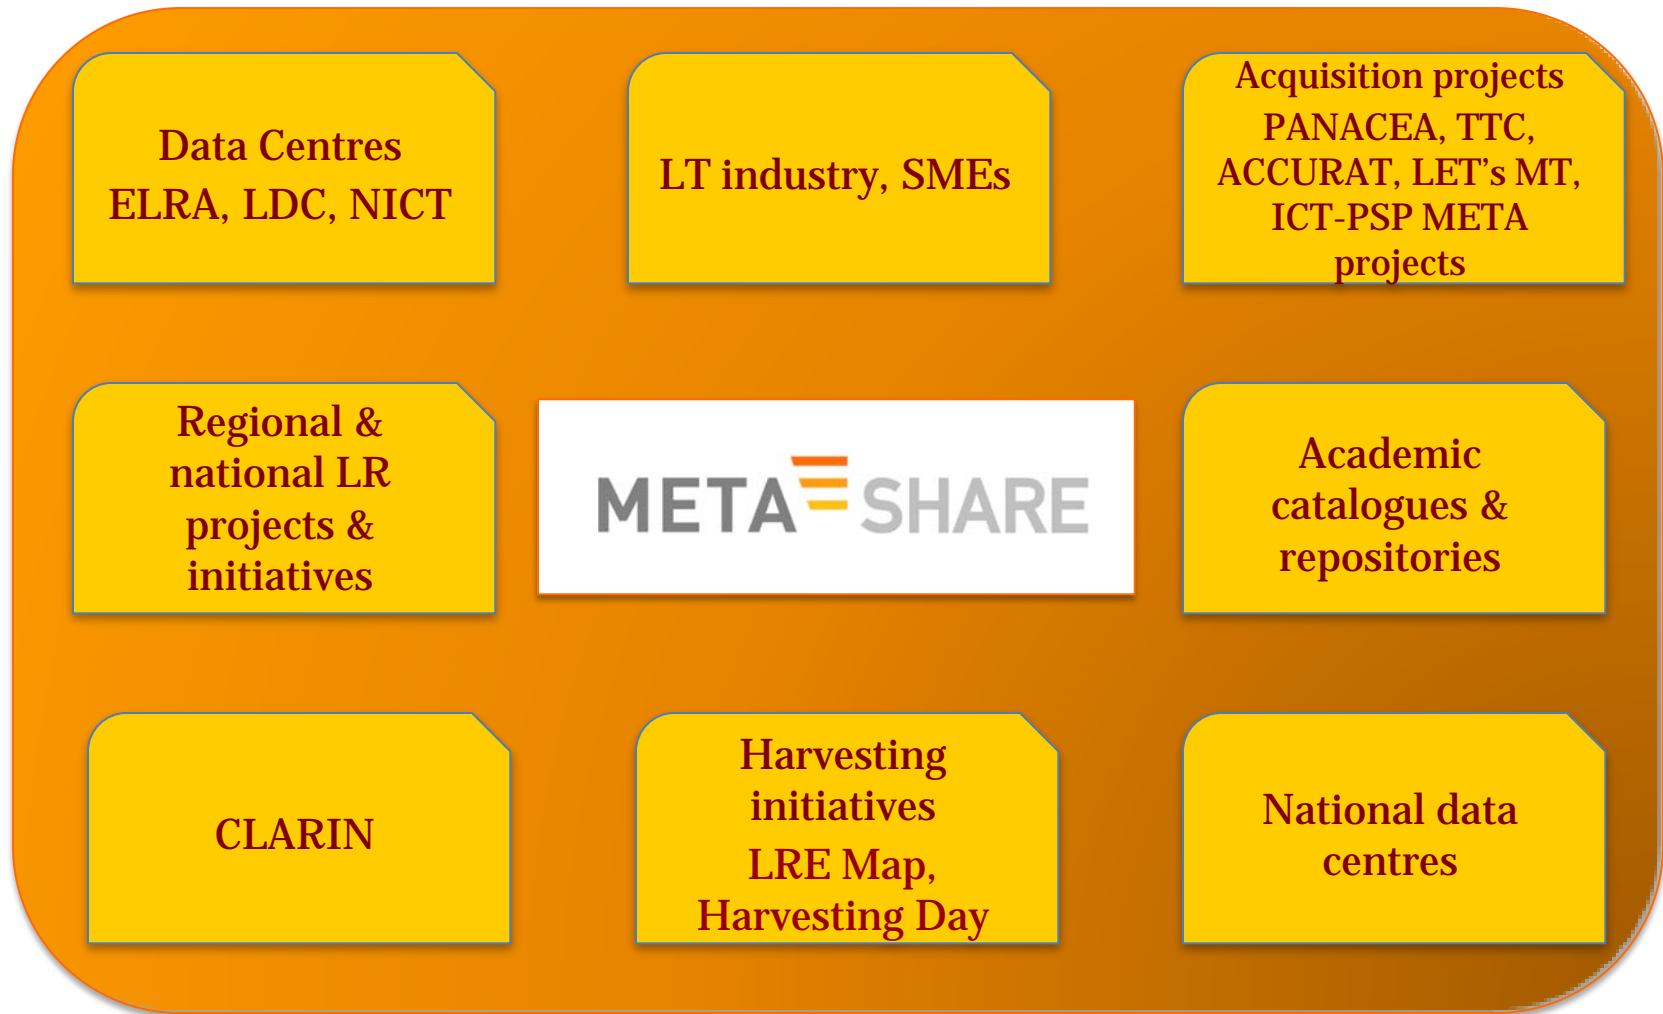 Data Centres
ELRA, LDC, NICT
LT industry, SMEs
Acquisition projects
PANACEA, TTC,
ACCURAT, LET's MT,
ICT-PSP META
projects
Regional &
national LR
projects &
initiatives
META SHARE
Academic
catalogues &
repositories
CLARIN
Harvesting
initiatives
LRE Map,
Harvesting Day
National data
centres